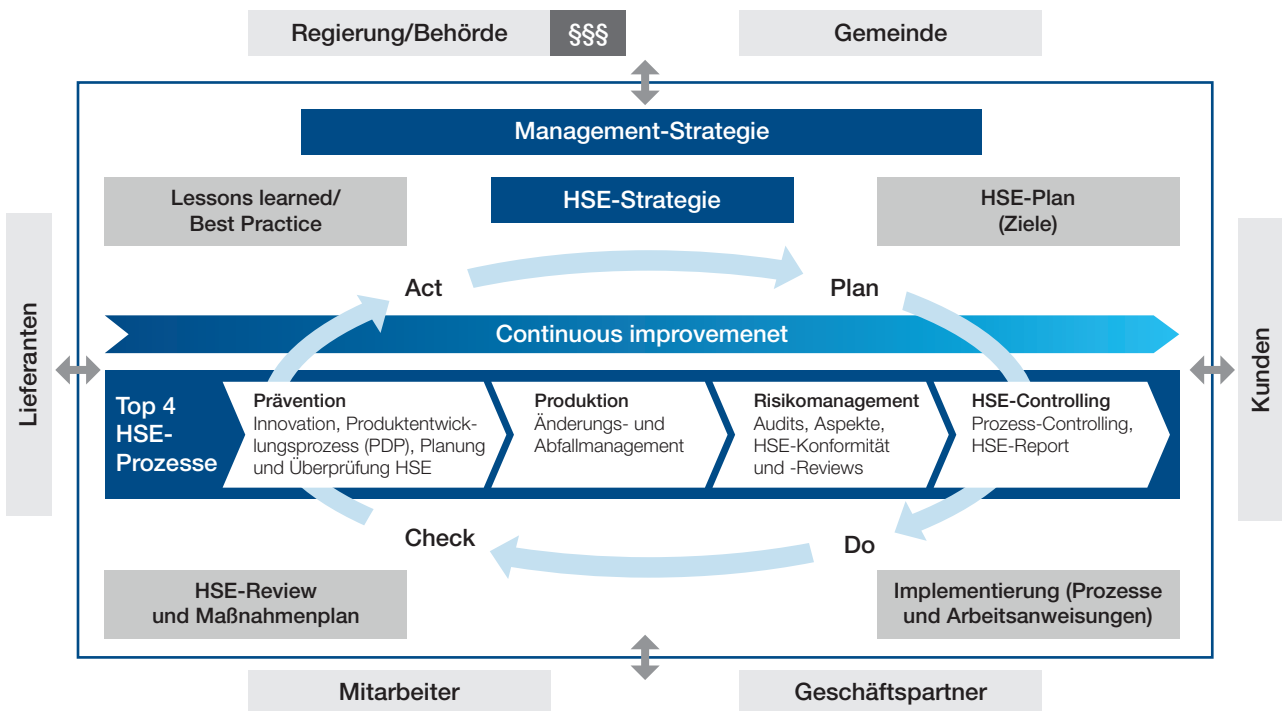 Regierung/Behörde
§§§
Gemeinde
Management-Strategie
Lessons learned/
Best Practice
HSE-Strategie
HSE-Plan
(Ziele)
Lieferanten
Kunden
Act
Plan
Continuous improvemenet
Top 4
HSE-
Prozesse
Prävention
Innovation, Produktentwick-
lungsprozess (PDP), Planung
und Überprüfung HSE
Produktion
Änderungs- und
Abfallmanagement
Risikomanagement
Audits, Aspekte,
HSE-Konformität
und -Reviews
HSE-Controlling
Prozess-Controlling,
HSE-Report
Check
Do
HSE-Review
und Maßnahmenplan
Implementierung (Prozesse
und Arbeitsanweisungen)
Mitarbeiter
Geschäftspartner